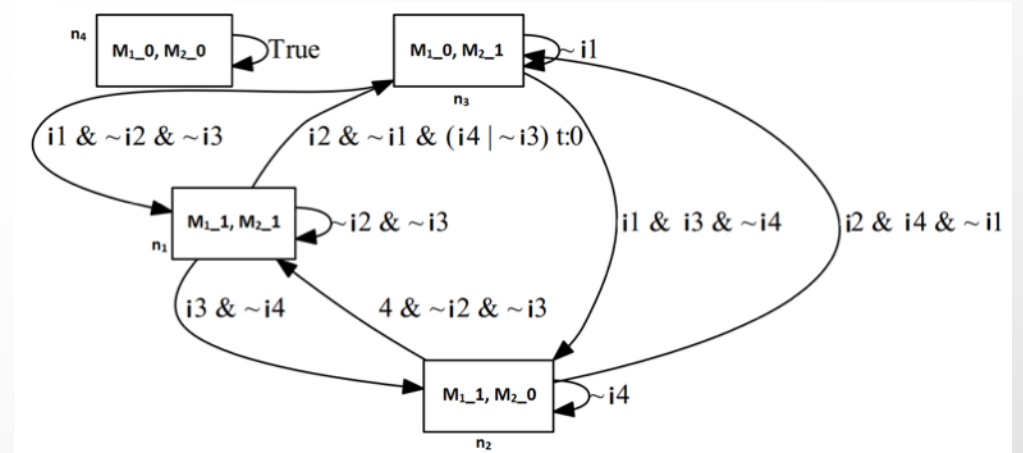 n₄
M₁_0, M₂_0
True
M₁_0, M₂_1
~ i1
n₃
i1 & ~i2 & ~i3
i2 & ~i1 & (i4 | ~i3) t:0
M₁_1, M₂_1
n₁
~i2 & ~i3
i1 & i3 & ~i4
i2 & i4 & ~ i1
i3 & ~i4
4 & ~i2 & ~i3
M₁_1, M₂_0
~i4
n₂